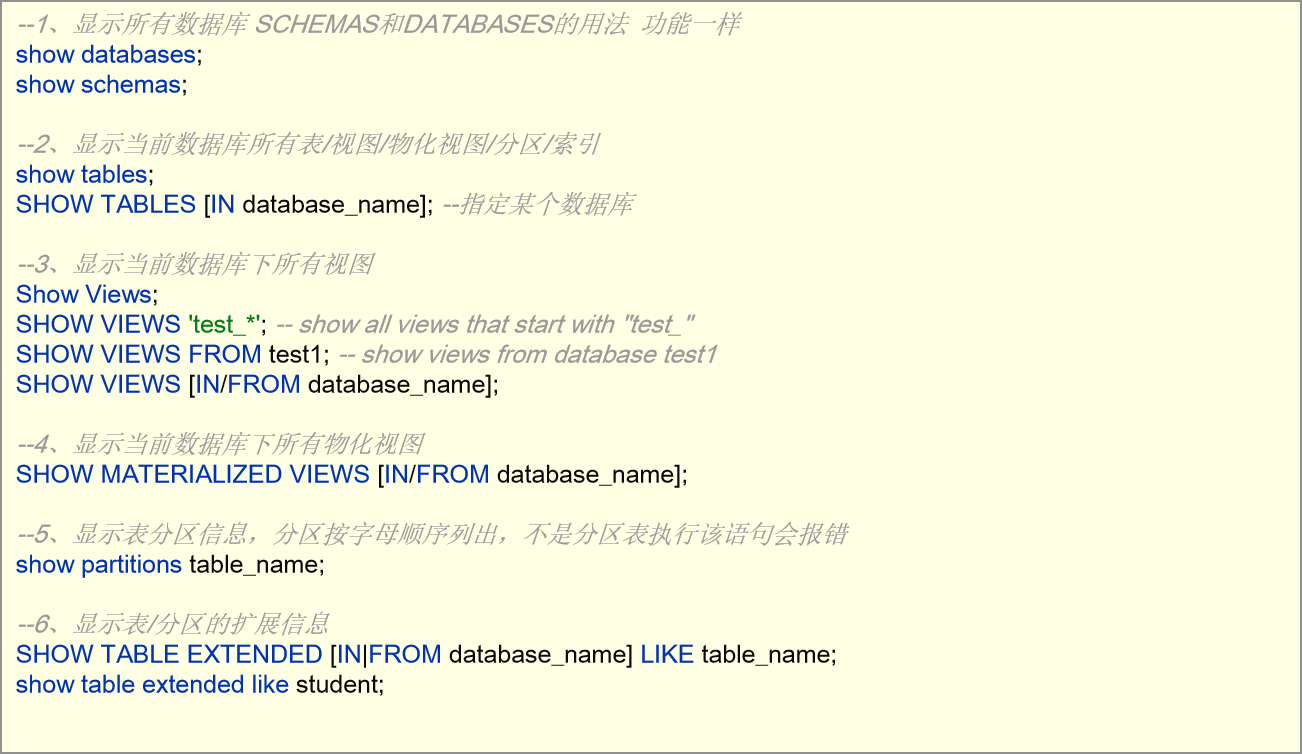 --1、显示所有数据库 SCHEMAS和DATABASES的用法 功能一样
show databases;
show schemas;
--2、显示当前数据库所有表/视图/物化视图/分区/索引
show tables;
SHOW TABLES [IN database_name]; --指定某个数据库
--3、显示当前数据库下所有视图
Show Views;
SHOW VIEWS 'test_*'; -- show all views that start with "test_"
SHOW VIEWS FROM test1; -- show views from database test1
SHOW VIEWS [IN/FROM database_name];
--4、显示当前数据库下所有物化视图
SHOW MATERIALIZED VIEWS [IN/FROM database_name];
--5、显示表分区信息，分区按字母顺序列出，不是分区表执行该语句会报错
show partitions table_name;
--6、显示表/分区的扩展信息
SHOW TABLE EXTENDED [IN|FROM database_name] LIKE table_name;
show table extended like student;